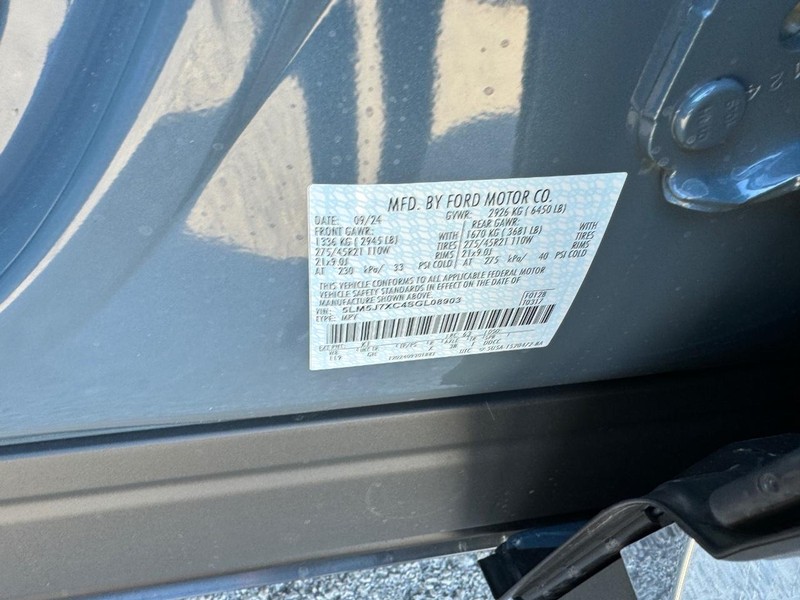 MFD. BY FORD MOTOR CO.
DATE: 09/24 GVWR: 2926 KG ( 6450 LB)
FRONT GAWR: REAR GAWR:
1336 KG ( 2945 LB) WITH 1670 KG ( 3681 LB) WITH
275/45R21 110W TIRES 275/45R21 110W TIRES
21x9.0J RIMS 21x9.0J RIMS
AT 230 kPa/ 33 PSI COLD AT 275 kPa/ 40 PSI COLD
THIS VEHICLE CONFORMS TO ALL APPLICABLE FEDERAL MOTOR
VEHICLE SAFETY STANDARDS IN EFFECT ON THE DATE OF
MANUFACTURE SHOWN ABOVE.
VIN: 5LM5J7XC4SGL08903 F0128
TYPE: MPV T0317
119
UTC